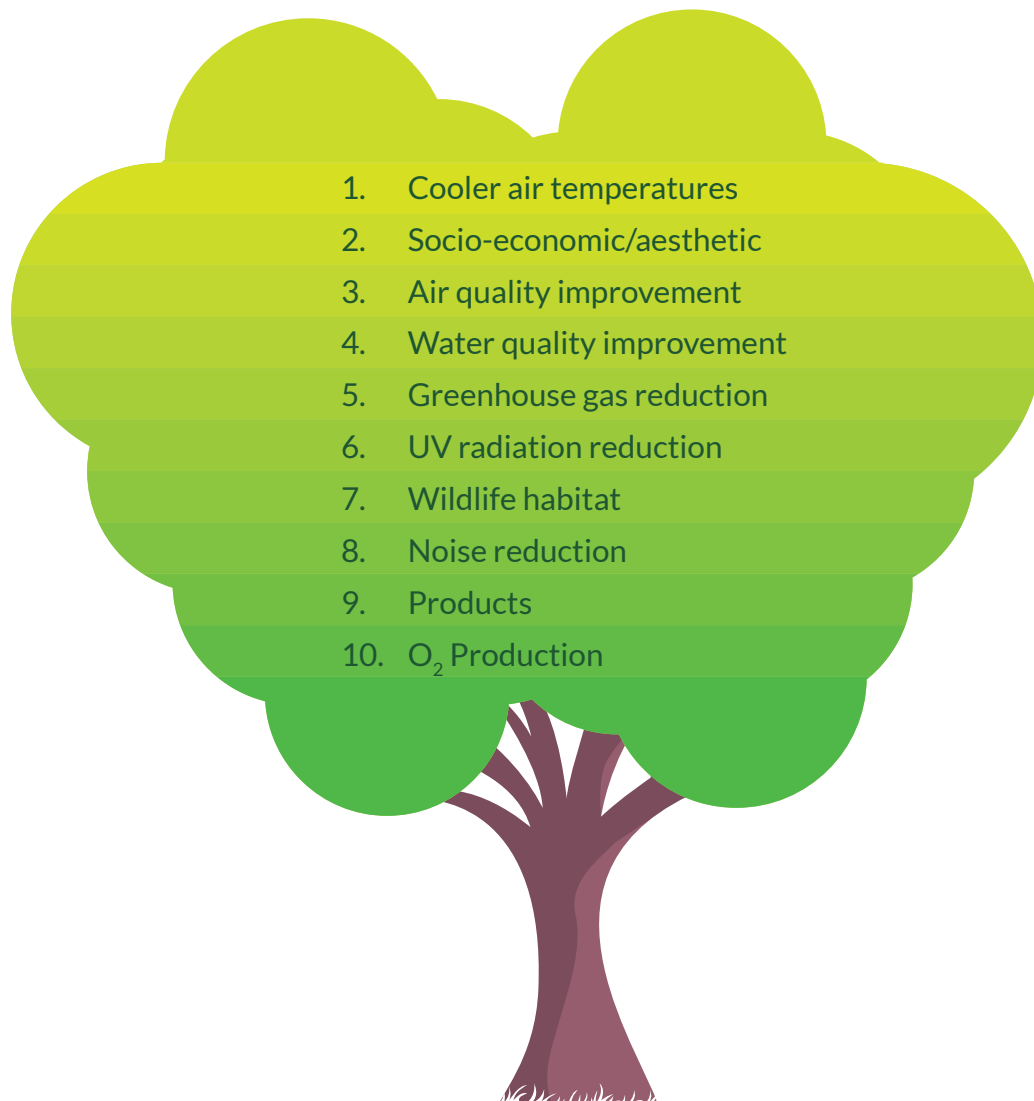 1. Cooler air temperatures
2. Socio-economic/aesthetic
3. Air quality improvement
4. Water quality improvement
5. Greenhouse gas reduction
6. UV radiation reduction
7. Wildlife habitat
8. Noise reduction
9. Products
10. O₂ Production